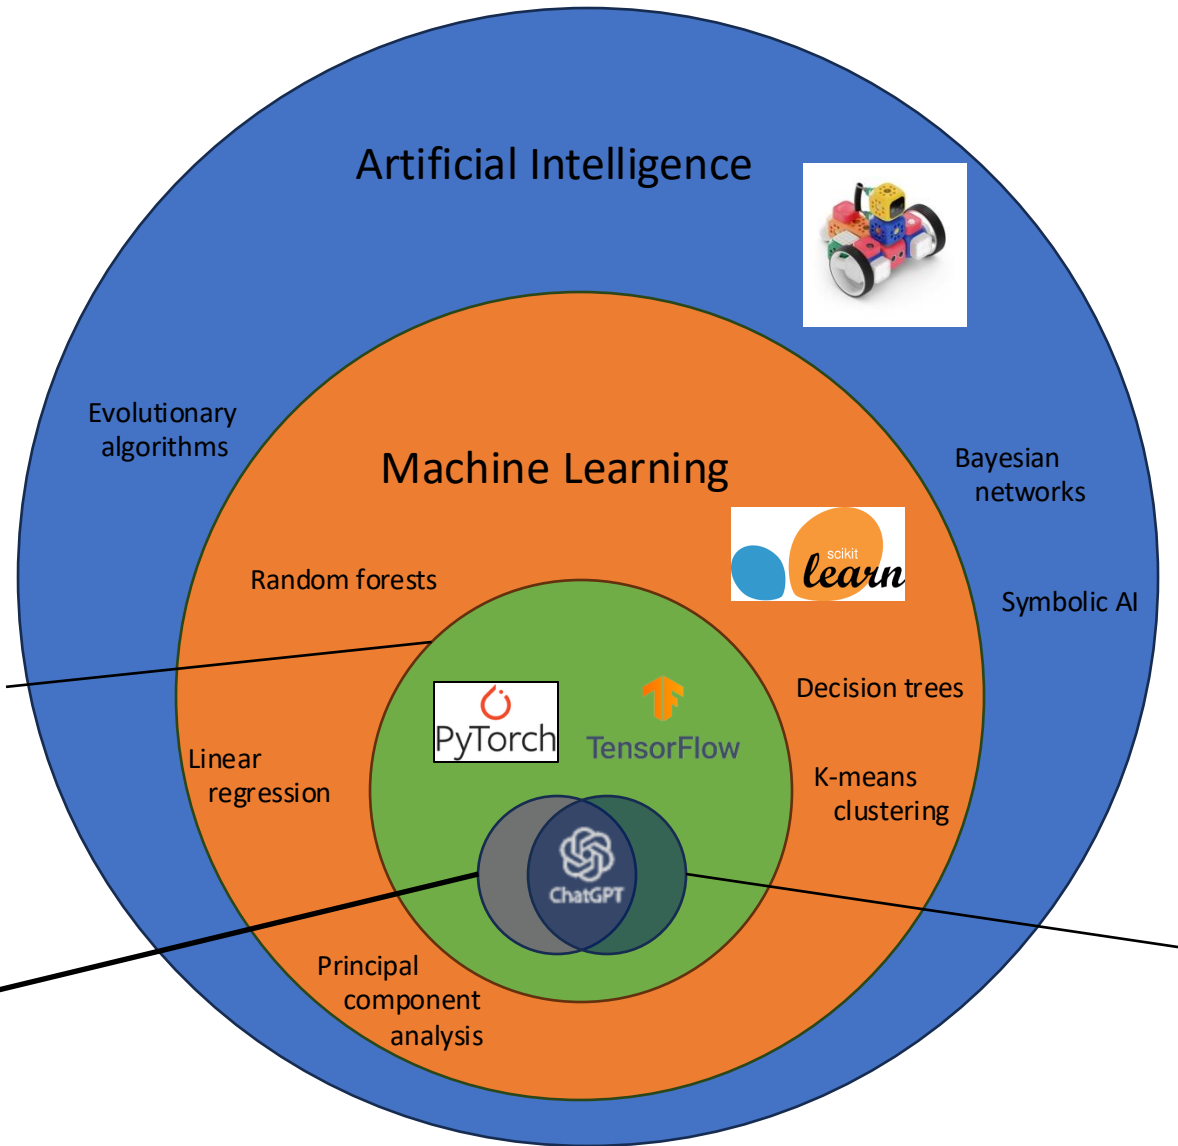 Artificial Intelligence
Evolutionary
algorithms
Machine Learning
Bayesian
networks
scikit
learn
Random forests
Symbolic AI
Decision trees
PyTorch
TensorFlow
Linear
regression
K-means
clustering
ChatGPT
Principal
component
analysis